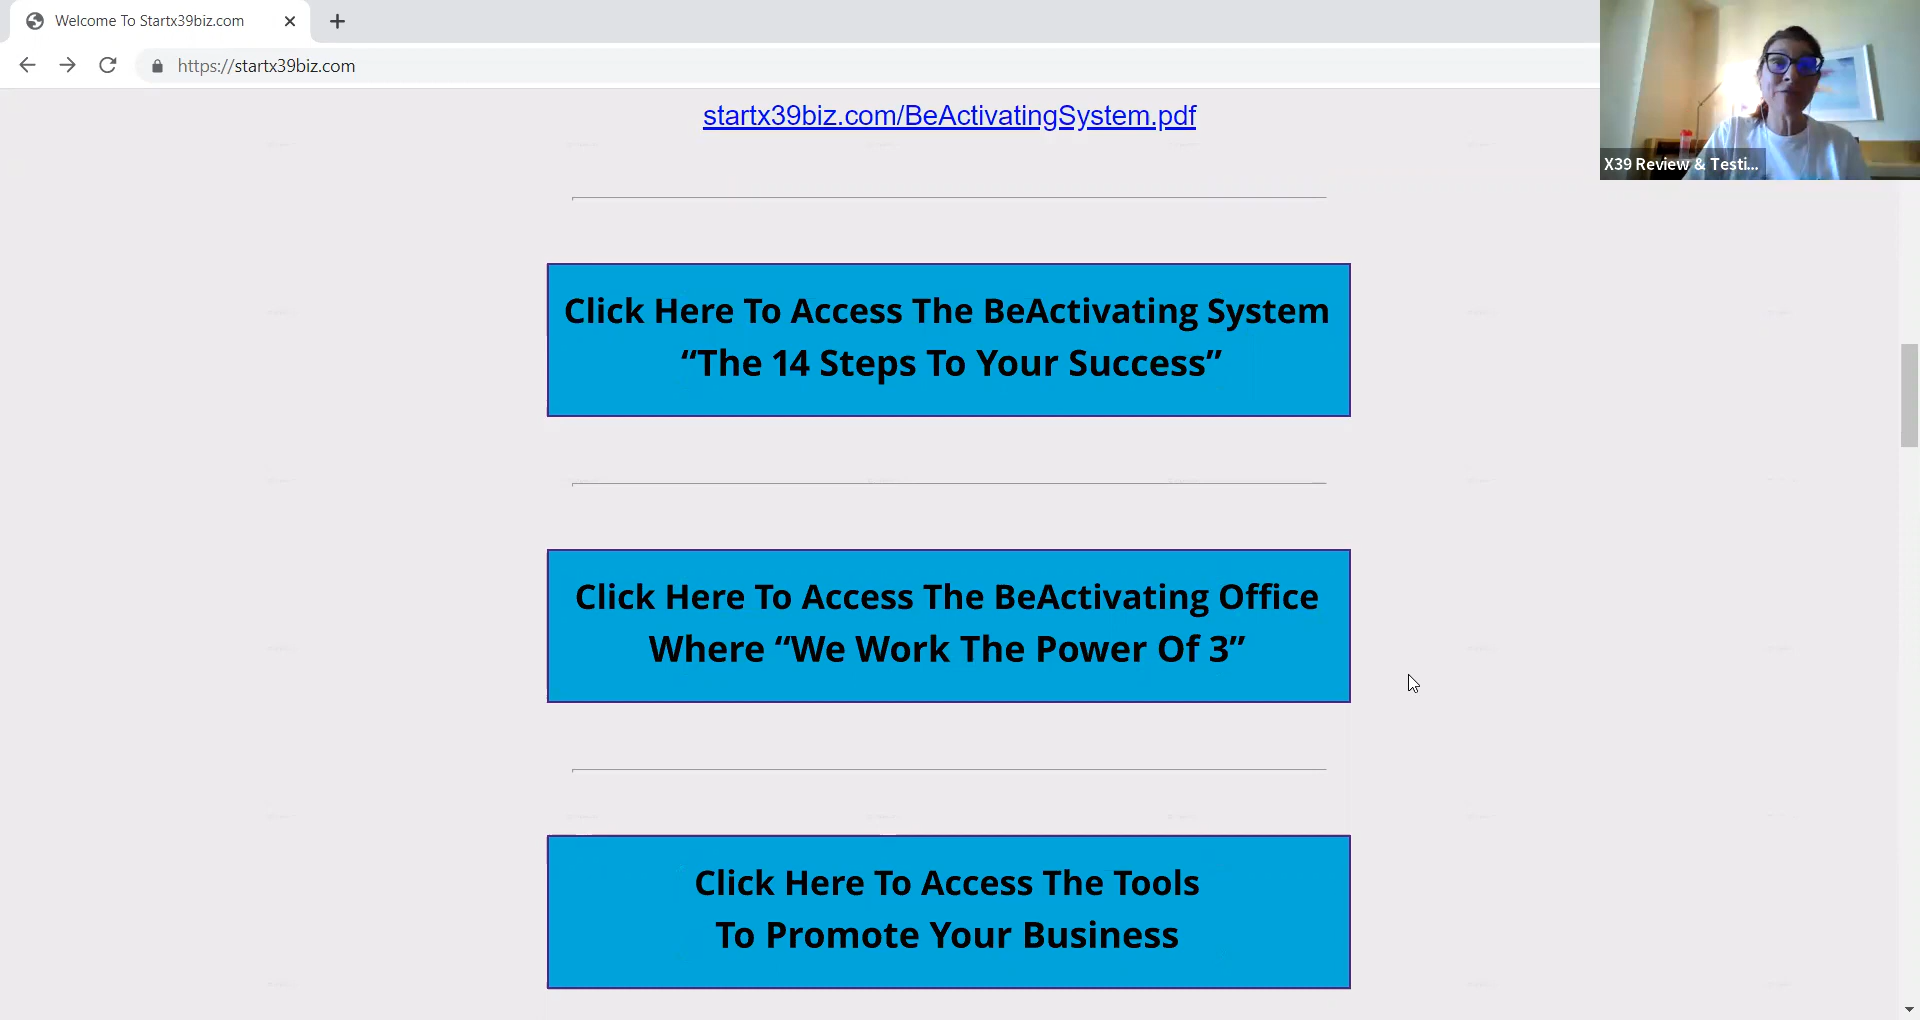 Welcome To Startx39biz.com
https://startx39biz.com
X39 Review & Testi...
startx39biz.com/BeActivatingSystem.pdf
Click Here To Access The BeActivating System
“The 14 Steps To Your Success”
Click Here To Access The BeActivating Office
Where “We Work The Power Of 3”
Click Here To Access The Tools
To Promote Your Business